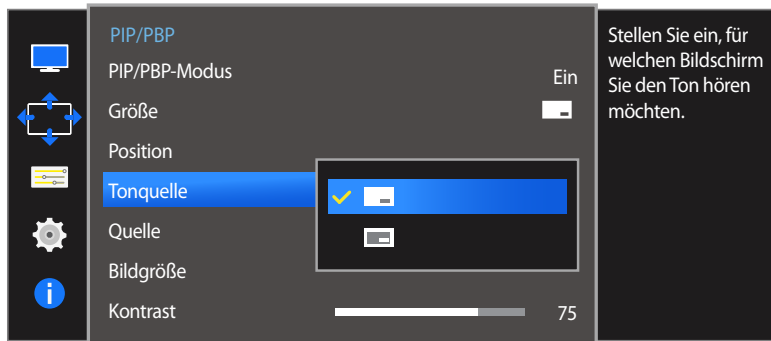 PIP/PBP
PIP/PBP-Modus Ein
Größe
Position
Tonquelle
Quelle
Bildgröße
Kontrast 75
Stellen Sie ein, für
welchen Bildschirm
Sie den Ton hören
möchten.